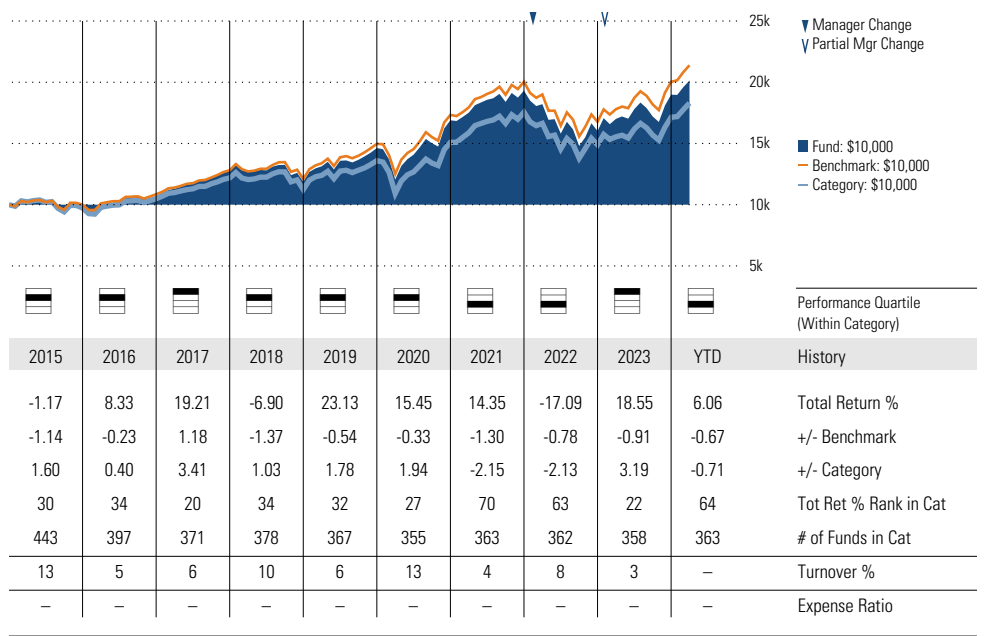 25k
Manager Change
Partial Mgr Change
20k
15k
Fund: $10,000
Benchmark: $10,000
Category: $10,000
10k
5k
Performance Quartile
(Within Category)
2015 2016 2017 2018 2019 2020 2021 2022 2023 YTD History
-1.17 8.33 19.21 -6.90 23.13 15.45 14.35 -17.09 18.55 6.06 Total Return %
-1.14 -0.23 1.18 -1.37 -0.54 -0.33 -1.30 -0.78 -0.91 -0.67 +/- Benchmark
1.60 0.40 3.41 1.03 1.78 1.94 -2.15 -2.13 3.19 -0.71 +/- Category
30 34 20 34 32 27 70 63 22 64 Tot Ret % Rank in Cat
443 397 371 378 367 355 363 362 358 363 # of Funds in Cat
13 5 6 10 6 13 4 8 3 – Turnover %
– – – – – – – – – – Expense Ratio